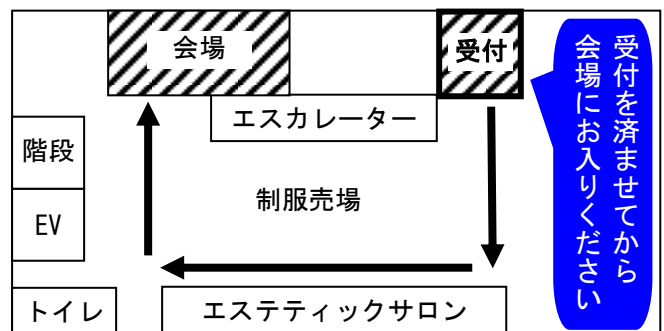 会場
受付
受付を済ませてから
会場にお入りください
エスカレーター
階段
制服売場
EV
トイレ
エステティックサロン